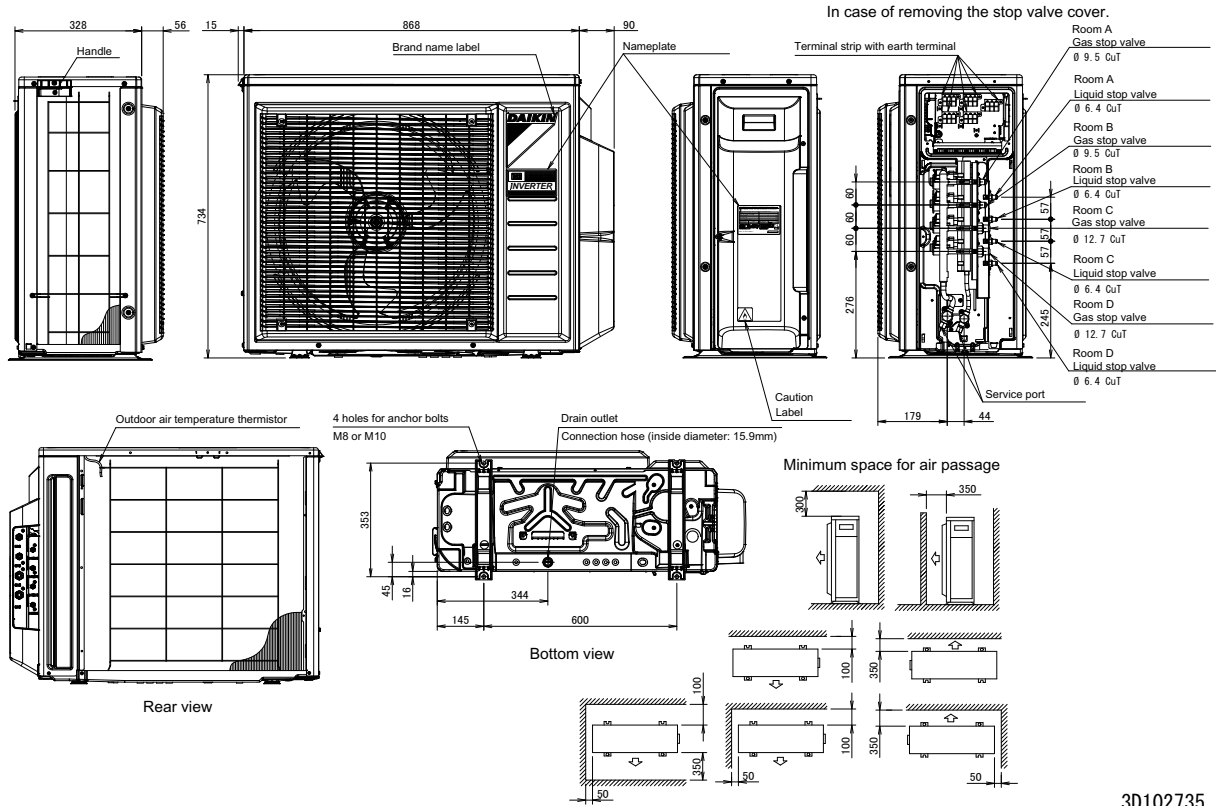 In case of removing the stop valve cover.
328
56
15
868
90
Handle
Brand name label
Nameplate
Terminal strip with earth terminal
Room A
Gas stop valve
Ø 9.5 CuT
Room A
Liquid stop valve
Ø 6.4 CuT
Room B
Gas stop valve
Ø 9.5 CuT
Room B
Liquid stop valve
Ø 6.4 CuT
Room C
Gas stop valve
Ø 12.7 CuT
Room C
Liquid stop valve
Ø 6.4 CuT
Room D
Gas stop valve
Ø 12.7 CuT
Room D
Liquid stop valve
Ø 6.4 CuT
DAIKIN
INVERTER
734
60
60
60
276
57
57
57
245
Service port
179
44
Caution
Label
Outdoor air temperature thermistor
4 holes for anchor bolts
M8 or M10
Drain outlet
Connection hose (inside diameter: 15.9mm)
353
45
16
344
145
600
Bottom view
Rear view
Minimum space for air passage
300
350
100
350
100
350
50
100
50
350
50
3D102735